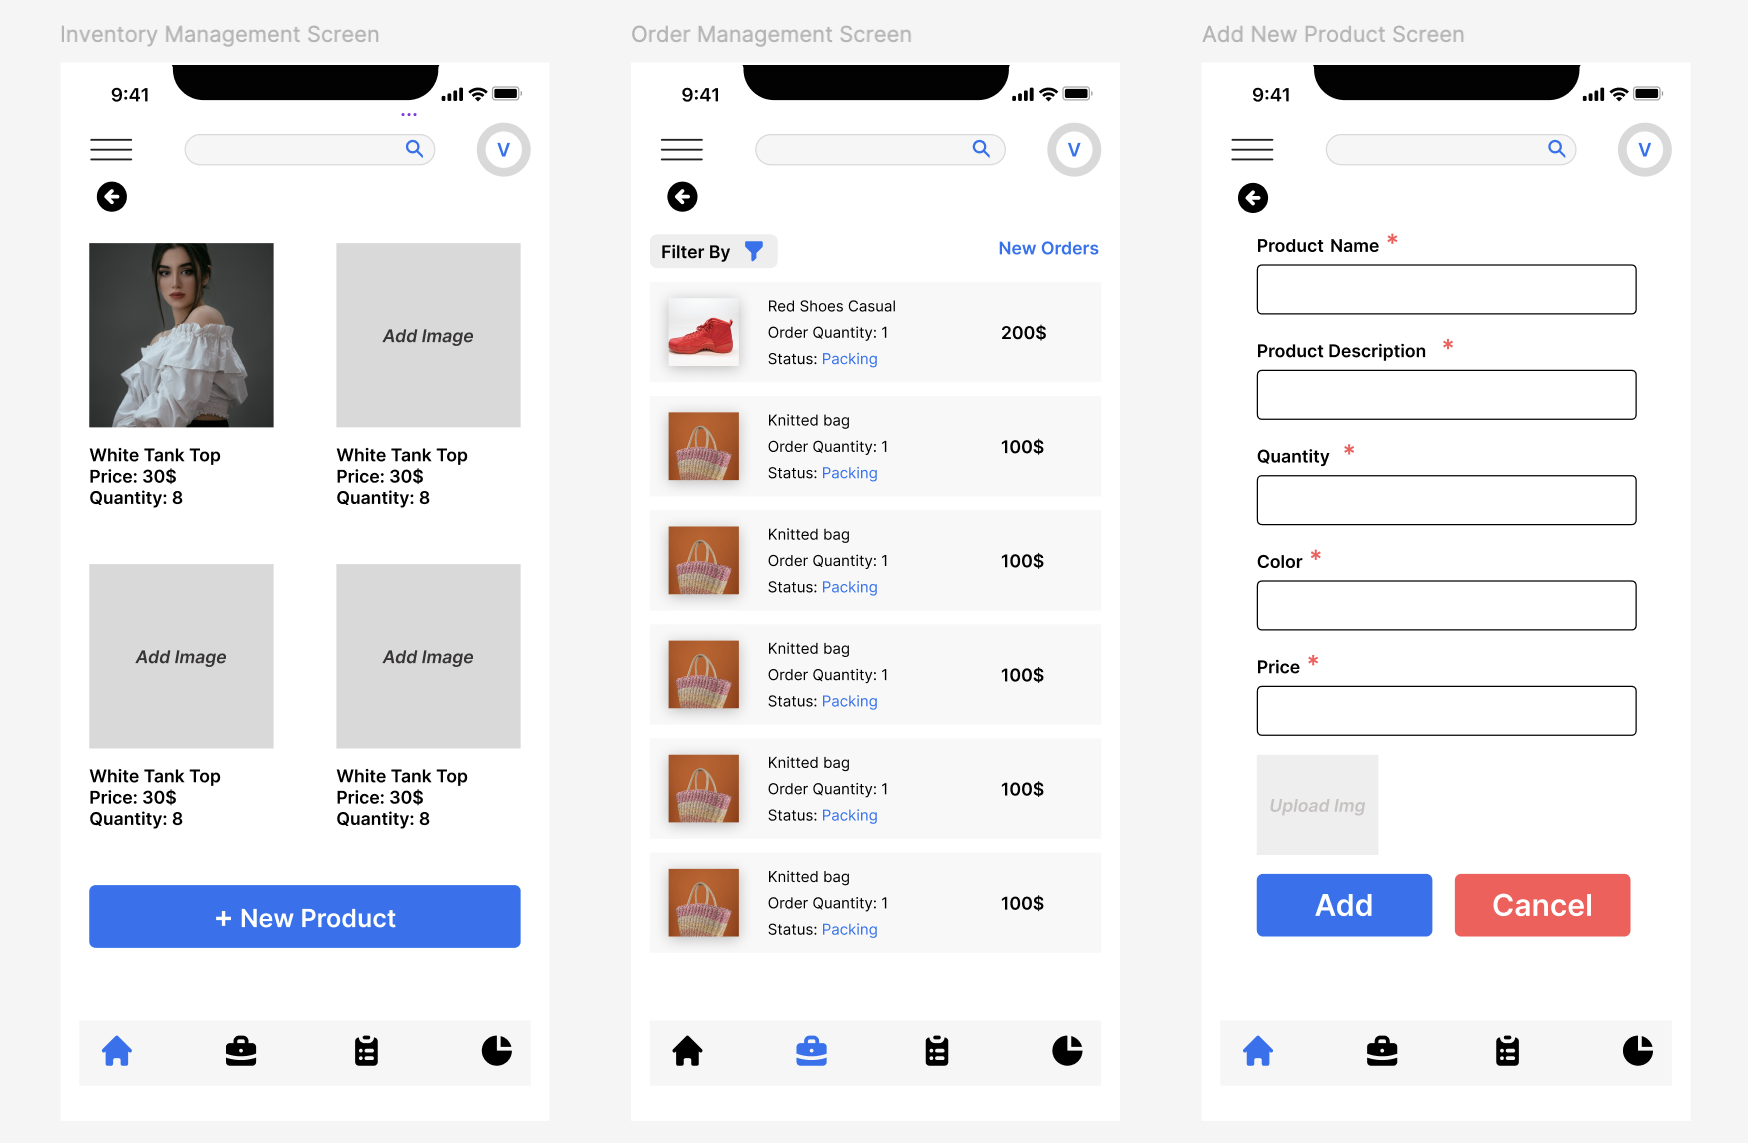 Inventory Management Screen
9:41
V
Add Image
White Tank Top
Price: 30$
Quantity: 8
White Tank Top
Price: 30$
Quantity: 8
Add Image
Add Image
White Tank Top
Price: 30$
Quantity: 8
White Tank Top
Price: 30$
Quantity: 8
+ New Product
Order Management Screen
9:41
V
Filter By
New Orders
Red Shoes Casual
Order Quantity: 1
Status: Packing
200$
Knitted bag
Order Quantity: 1
Status: Packing
100$
Knitted bag
Order Quantity: 1
Status: Packing
100$
Knitted bag
Order Quantity: 1
Status: Packing
100$
Knitted bag
Order Quantity: 1
Status: Packing
100$
Knitted bag
Order Quantity: 1
Status: Packing
100$
Add New Product Screen
9:41
V
Product Name *
Product Description *
Quantity *
Color *
Price *
Upload Img
Add
Cancel